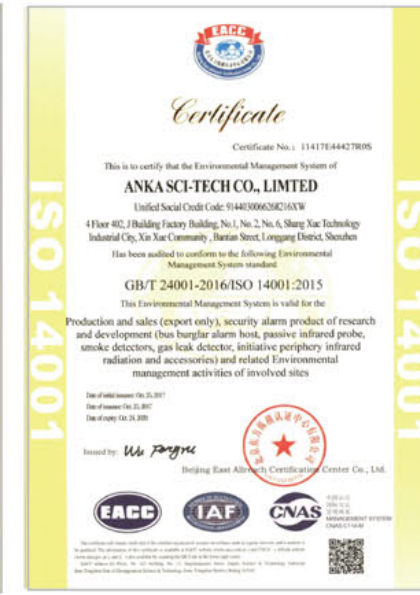 EACC
Certificate
Certificate No.: 11417E44427R0S
This is to certify that the Environmental Management System of
ANKA SCI-TECH CO., LIMTED
Unified Social Credit Code: 91440300662682 16XW
4 Floor 402, J Building Factory Building, No.1, No. 2, No. 6, Shang Xue Technology
Industrial City, Xin Xue Community , Bantian Street, Longgang District, Shenzhen
Has been audited to conform to the following Environmental
Management System standard
GB/T 24001-2016/ISO 14001:2015
This Environmental Management System is valid for the
Production and sales (export only), security alarm product of research
and development (bus burglar alarm host, passive infrared probe,
smoke detectors, gas leak detector, initiative periphery infrared
radiation and accessories) and related Environmental
management activities of involved sites
Date of initial issuance: Oct. 25, 2017
Date of issuance: Oct. 25, 2017
Date of expiry: Oct. 24, 2020
Issued by:
Beijing East Allreach Certification Center Co., Ltd.
EACC
IAF
CNAS
MANAGEMENT SYSTEM
ISO 14001
ISO 14001